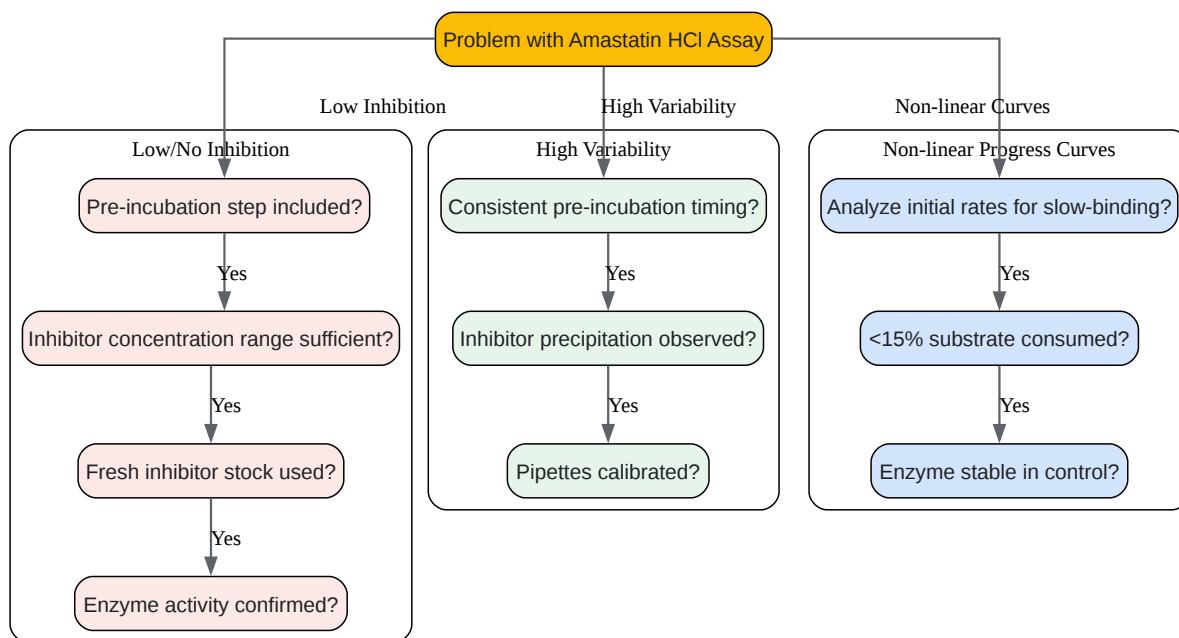 Problem with Amastatin HCl Assay
Low Inhibition
High Variability
Non-linear Curves
Low/No Inhibition
Pre-incubation step included?
Yes
Inhibitor concentration range sufficient?
Yes
Fresh inhibitor stock used?
Yes
Enzyme activity confirmed?
High Variability
Consistent pre-incubation timing?
Yes
Inhibitor precipitation observed?
Yes
Pipettes calibrated?
Non-linear Progress Curves
Analyze initial rates for slow-binding?
Yes
<15% substrate consumed?
Yes
Enzyme stable in control?